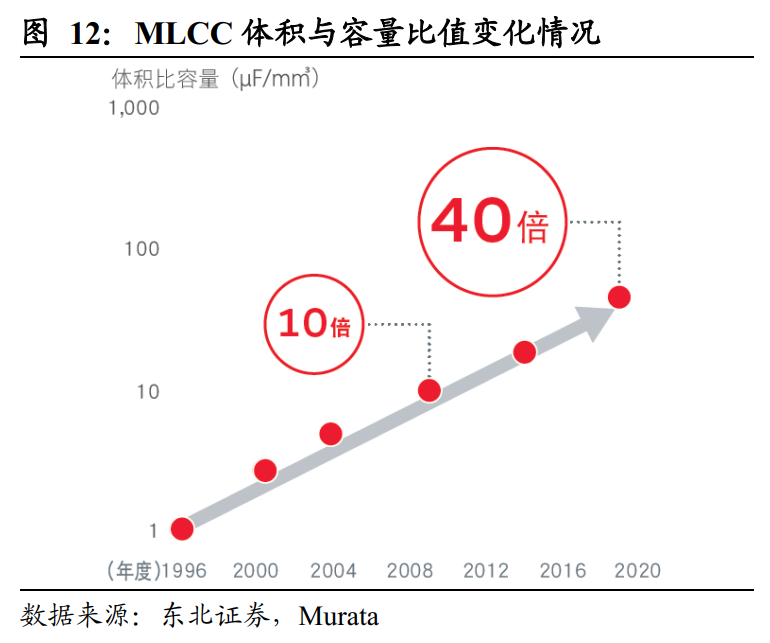 图 12：MLCC 体积与容量比值变化情况
体积比容量（μF/mm³）
1,000
100
10
1
40倍
10倍
(年度)1996 2000 2004 2008 2012 2016 2020
数据来源：东北证券，Murata